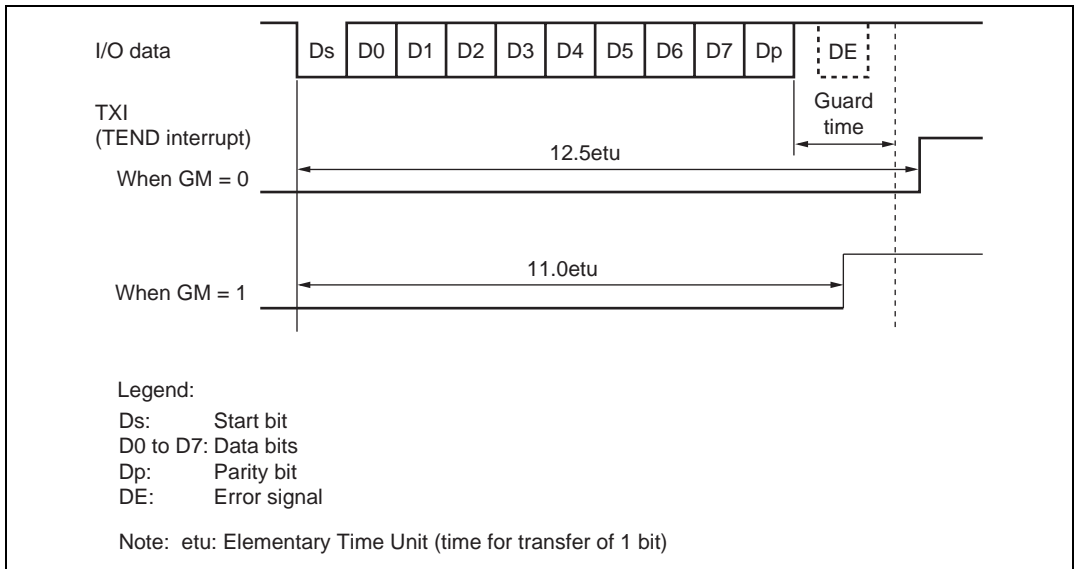 I/O data
Ds D0 D1 D2 D3 D4 D5 D6 D7 Dp DE
Guard
time
TXI
(TEND interrupt)
12.5etu
When GM = 0
11.0etu
When GM = 1
Legend:
Ds: Start bit
D0 to D7: Data bits
Dp: Parity bit
DE: Error signal
Note: etu: Elementary Time Unit (time for transfer of 1 bit)